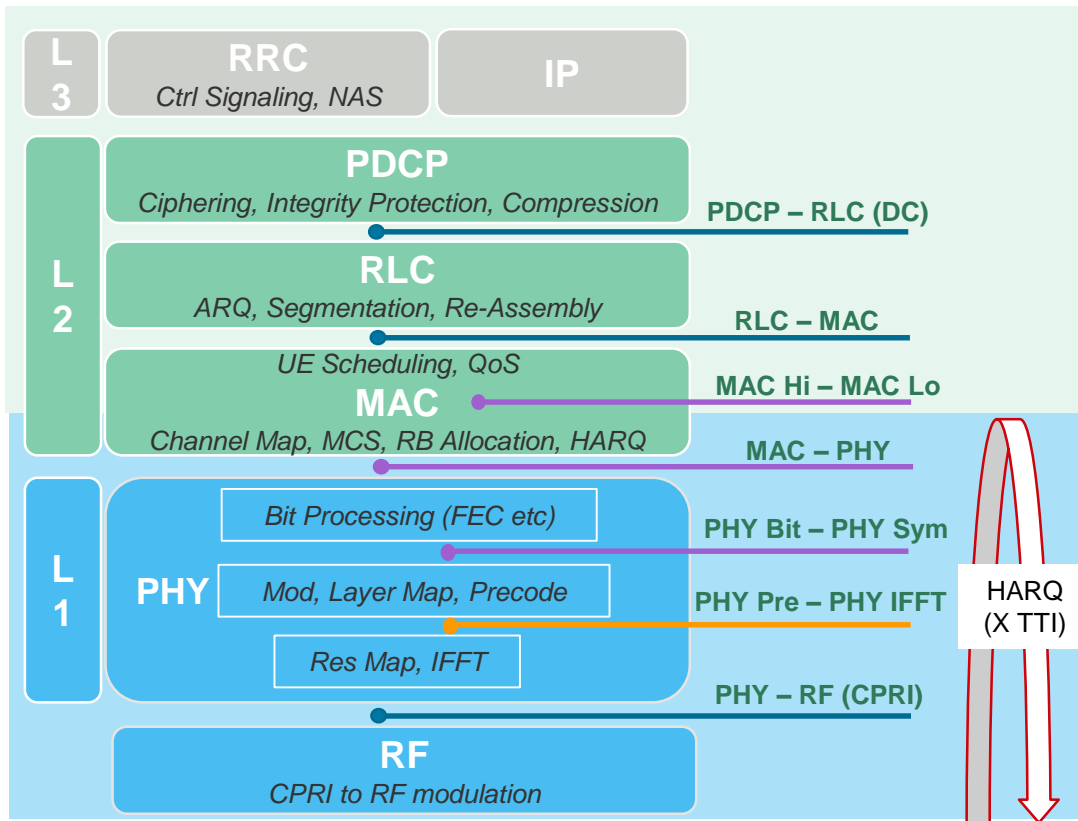 L
3
RRC
Ctrl Signaling, NAS
IP
L
2
PDCP
Ciphering, Integrity Protection, Compression
PDCP – RLC (DC)
RLC
ARQ, Segmentation, Re-Assembly
RLC – MAC
UE Scheduling, QoS
MAC
Channel Map, MCS, RB Allocation, HARQ
MAC Hi – MAC Lo
MAC – PHY
L
1
PHY
Bit Processing (FEC etc)
PHY Bit – PHY Sym
Mod, Layer Map, Precode
PHY Pre – PHY IFFT
Res Map, IFFT
PHY – RF (CPRI)
HARQ
(X TTI)
RF
CPRI to RF modulation